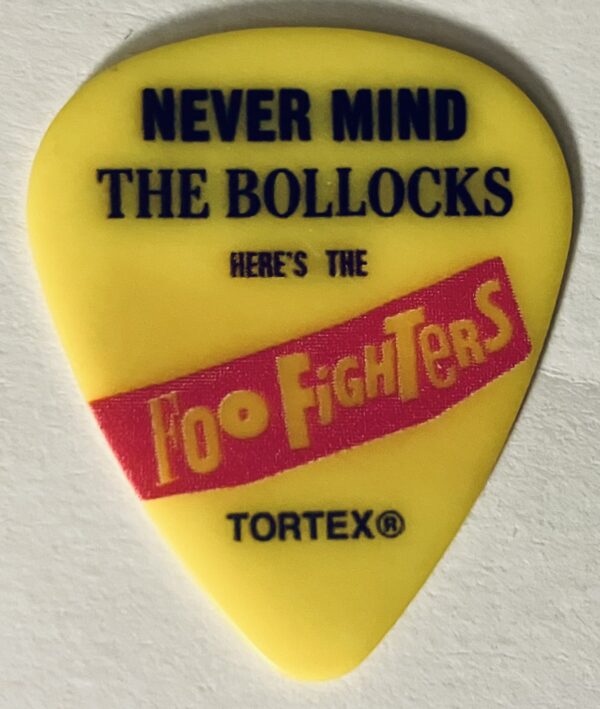 NEVER MIND
THE BOLLOCKS
HERE'S THE
FOO FiGHTeRS
TORTEX®